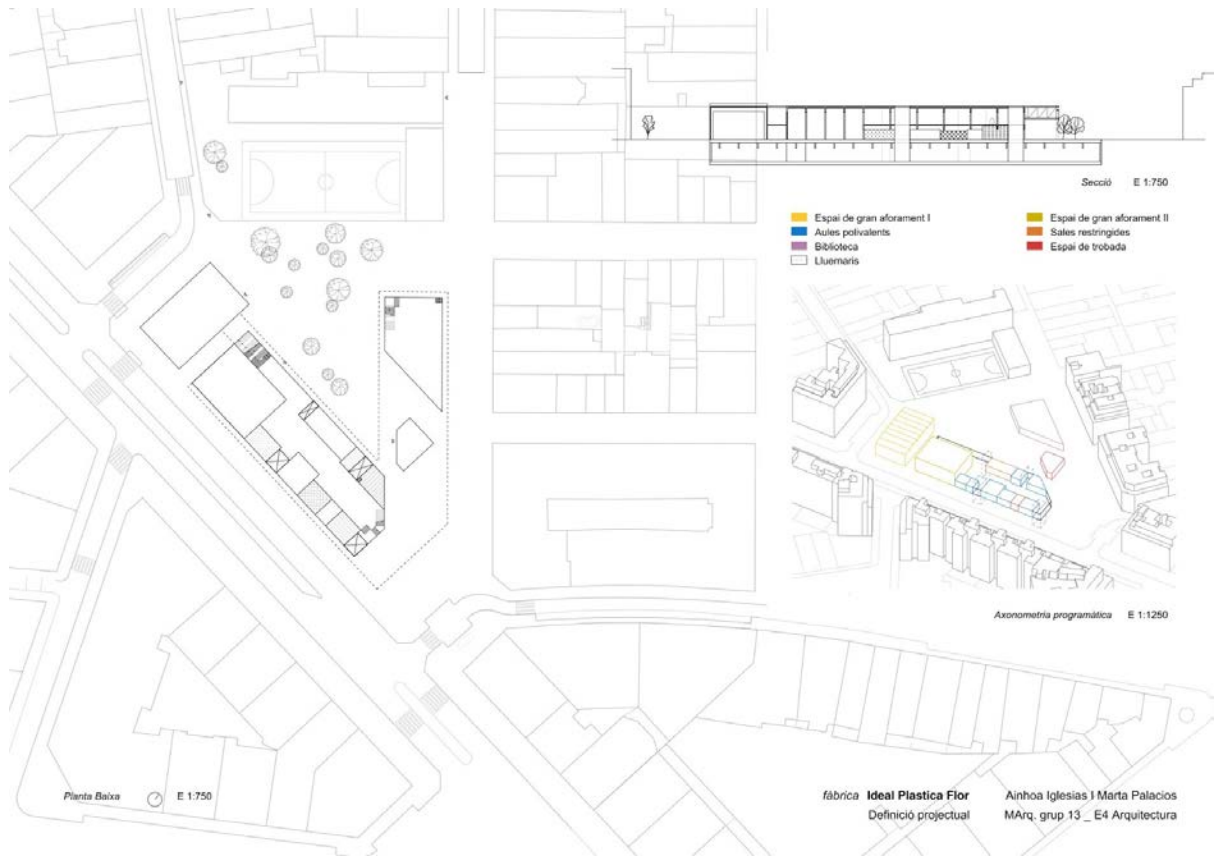 Secció E 1:750
Espai de gran aforament I
Aules polivalents
Biblioteca
Lluernaris
Espai de gran aforament II
Sales restringides
Espai de trobada
Axonometria programàtica E 1:1250
Planta Baixa E 1:750
fàbrica Ideal Plastica Flor
Definició projectual
Ainhoa Iglesias I Marta Palacios
MArq. grup 13 _ E4 Arquitectura